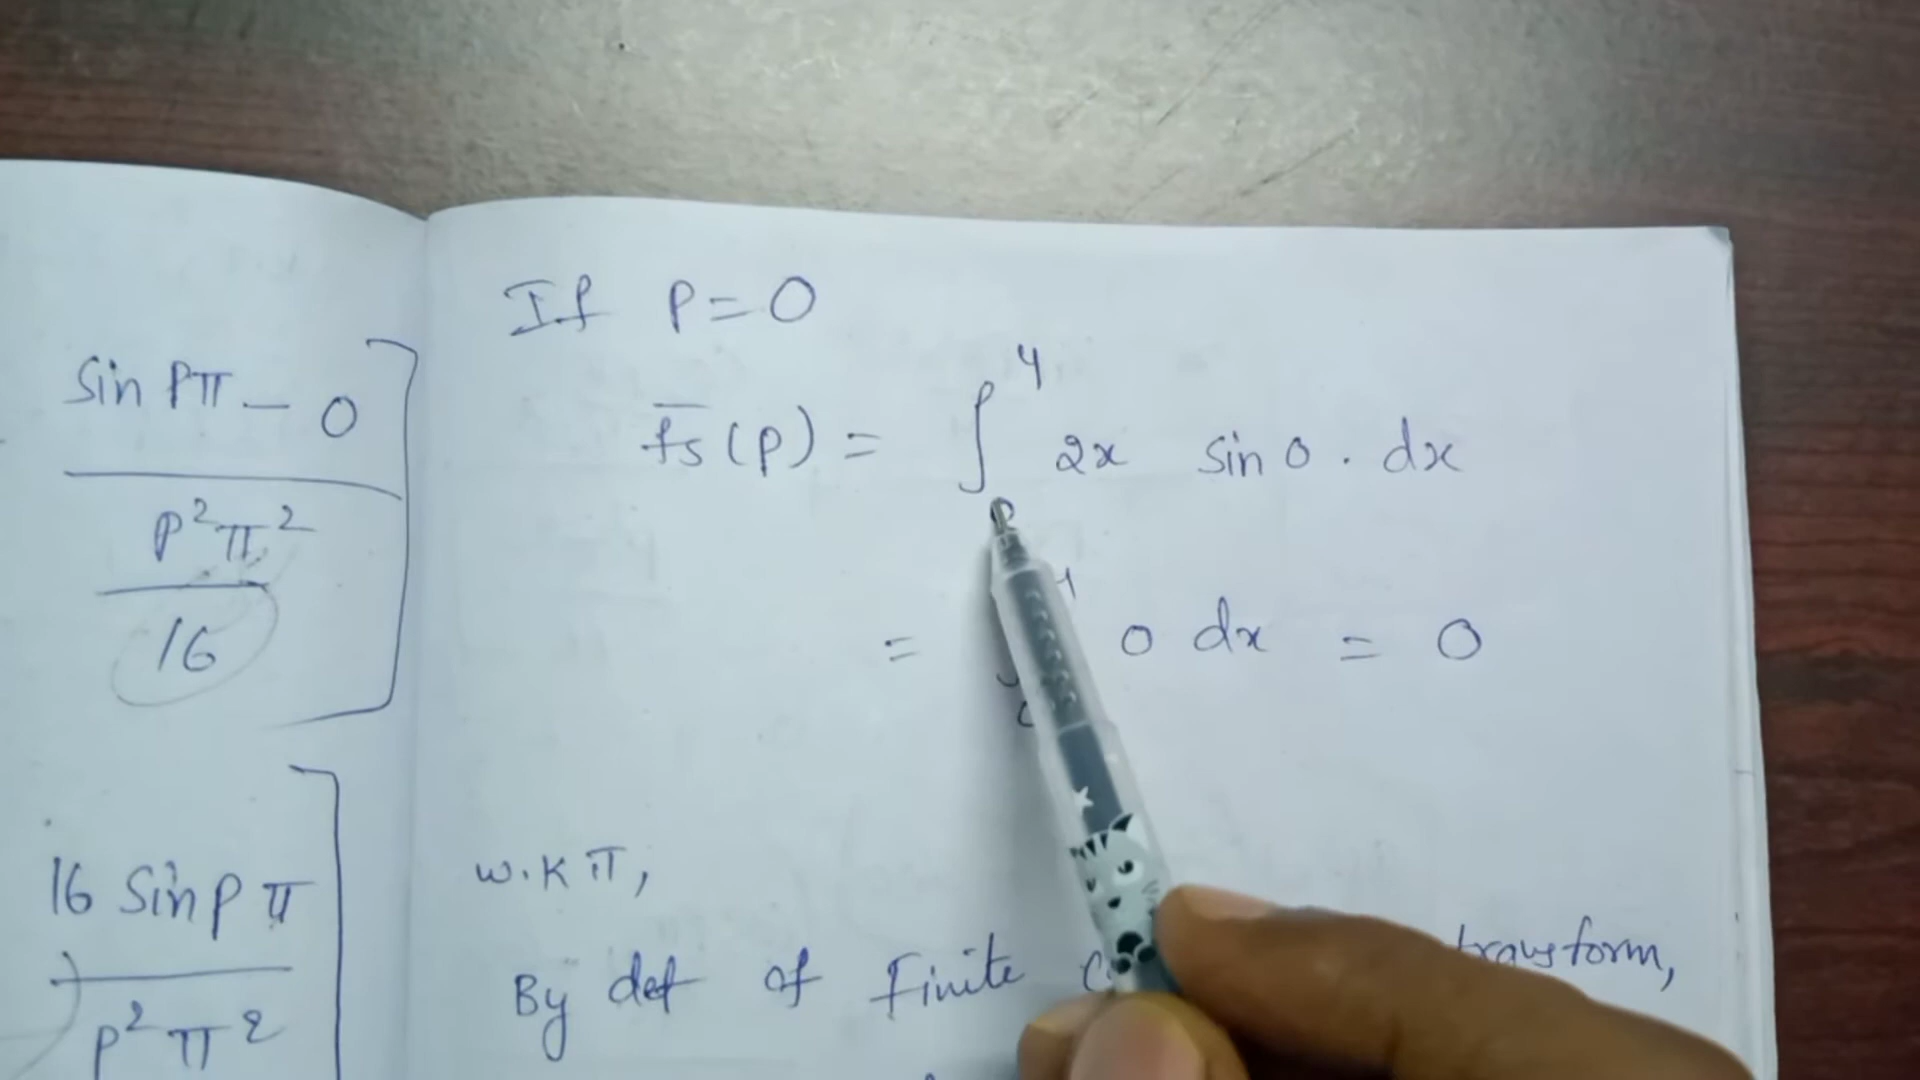 sin pπ - 0
p²π²
16
16 sin p π
p²π²
If p = 0
f̅s (p) = ∫₀⁴ 2x sin 0 . dx
= 0 dx = 0
W.K T,
By def of Finite transform,